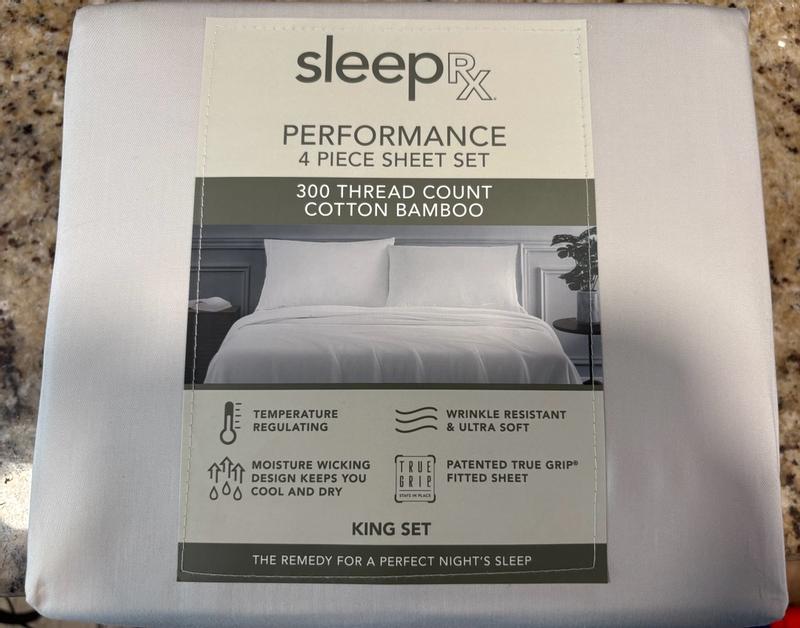 sleepRx
PERFORMANCE
4 PIECE SHEET SET
300 THREAD COUNT
COTTON BAMBOO
TEMPERATURE
REGULATING
WRINKLE RESISTANT
& ULTRA SOFT
MOISTURE WICKING
DESIGN KEEPS YOU
COOL AND DRY
TRUE
GRIP
STAYS IN PLACE
PATENTED TRUE GRIP®
FITTED SHEET
KING SET
THE REMEDY FOR A PERFECT NIGHT'S SLEEP